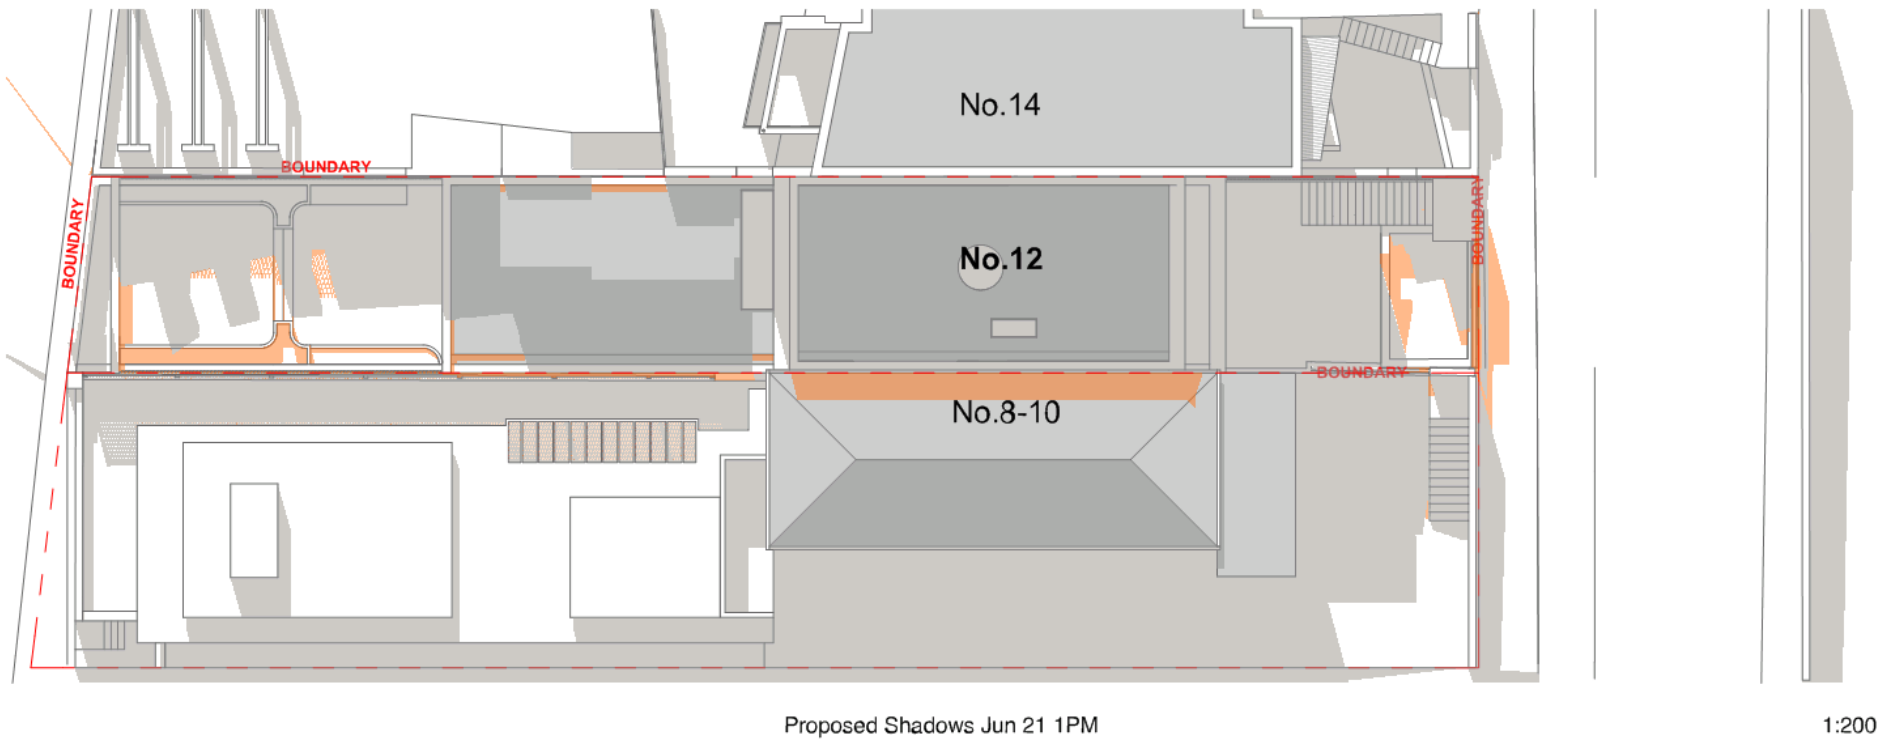 No.14
BOUNDARY
BOUNDARY
BOUNDARY
No.12
BOUNDARY
No.8-10
Proposed Shadows Jun 21 1PM
1:200